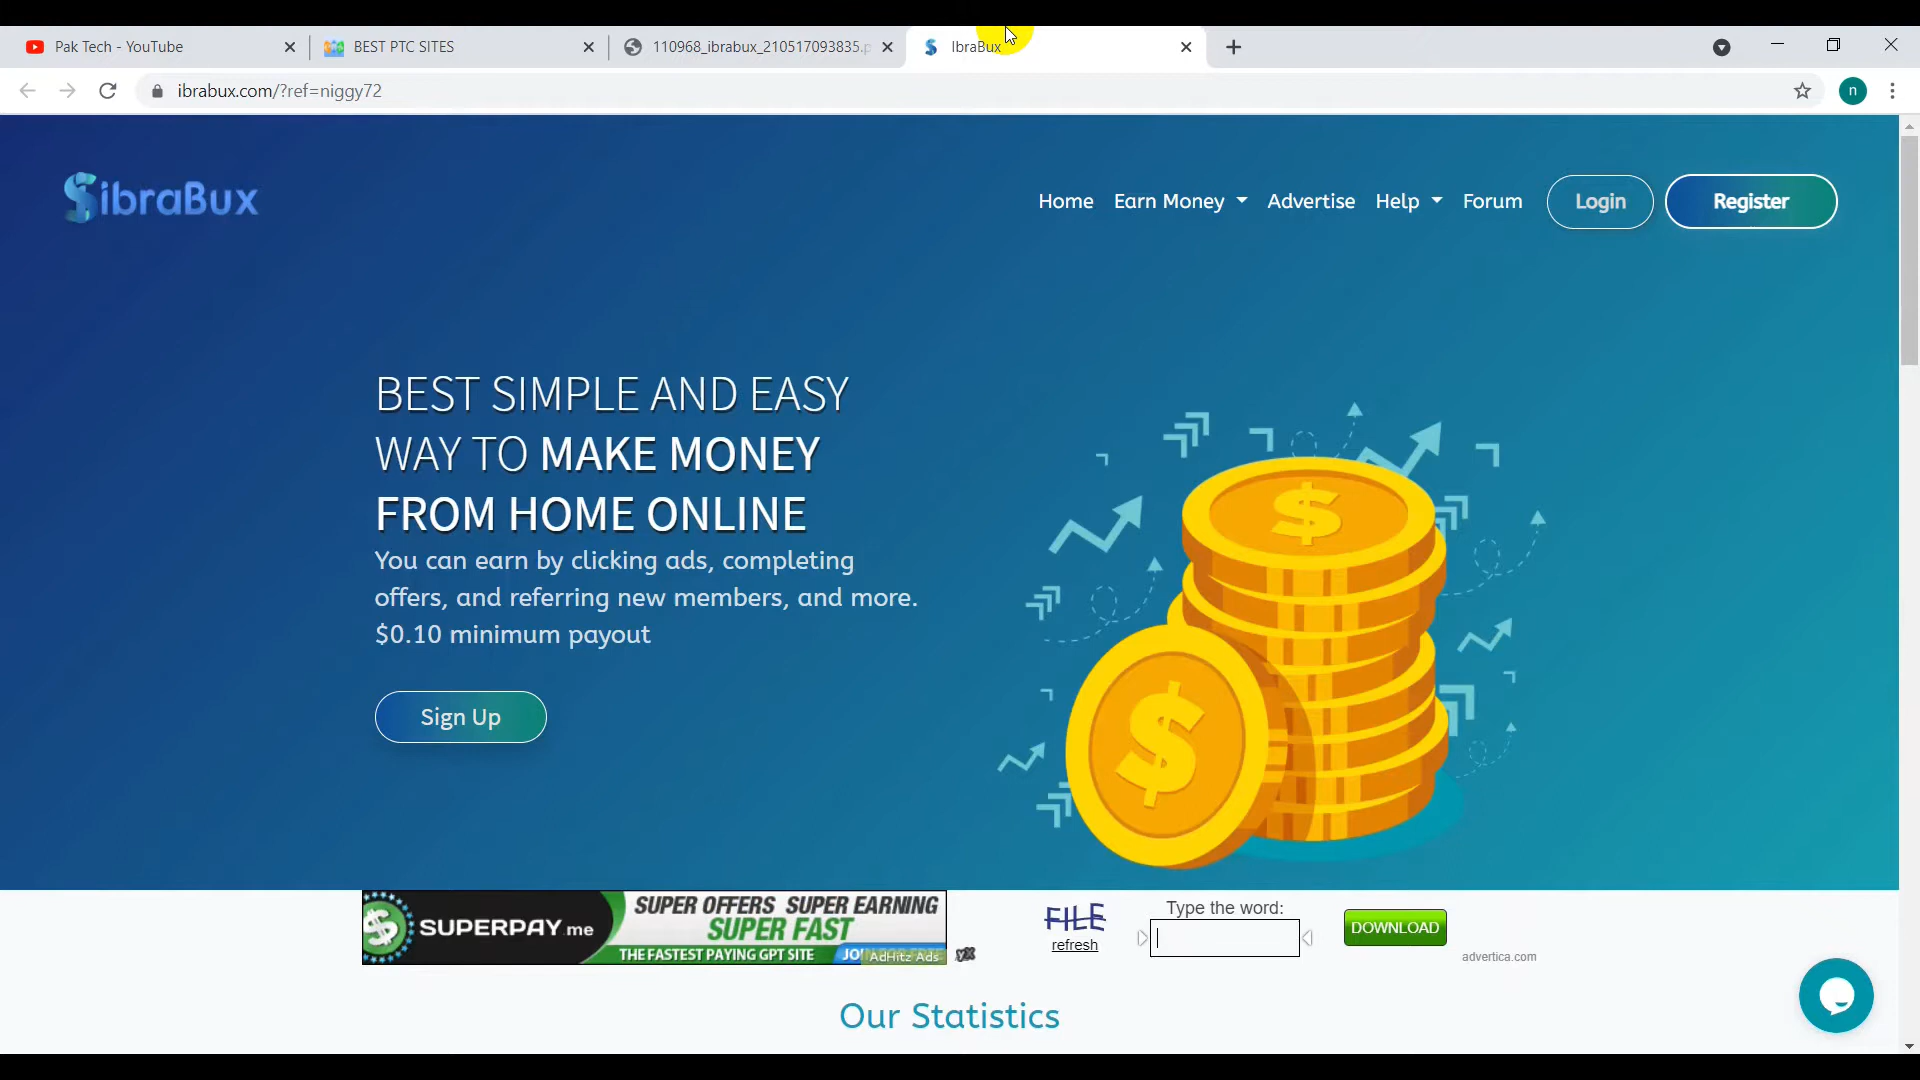 Pak Tech - YouTube
BEST PTC SITES
110968_ibrabux_210517093835.p
IbraBux
ibrabux.com/?ref=niggy72
n
ibraBux
Home
Earn Money
Advertise
Help
Forum
Login
Register
BEST SIMPLE AND EASY
WAY TO MAKE MONEY
FROM HOME ONLINE
You can earn by clicking ads, completing
offers, and referring new members, and more.
$0.10 minimum payout
Sign Up
SUPERPAY.me
SUPER OFFERS SUPER EARNING
SUPER FAST
THE FASTEST PAYING GPT SITE
AdHitz Ads
FILE
refresh
Type the word:
DOWNLOAD
advertica.com
Our Statistics